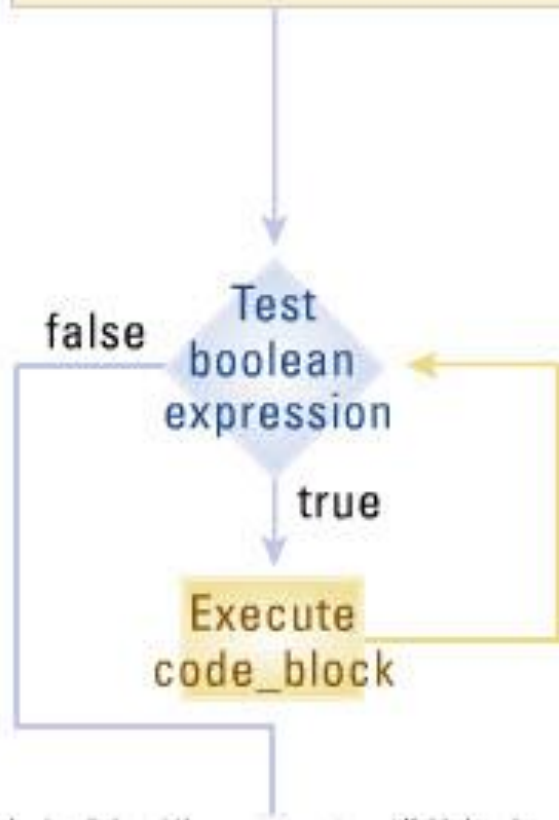 Test
boolean
expression
false
true
Execute
code_block